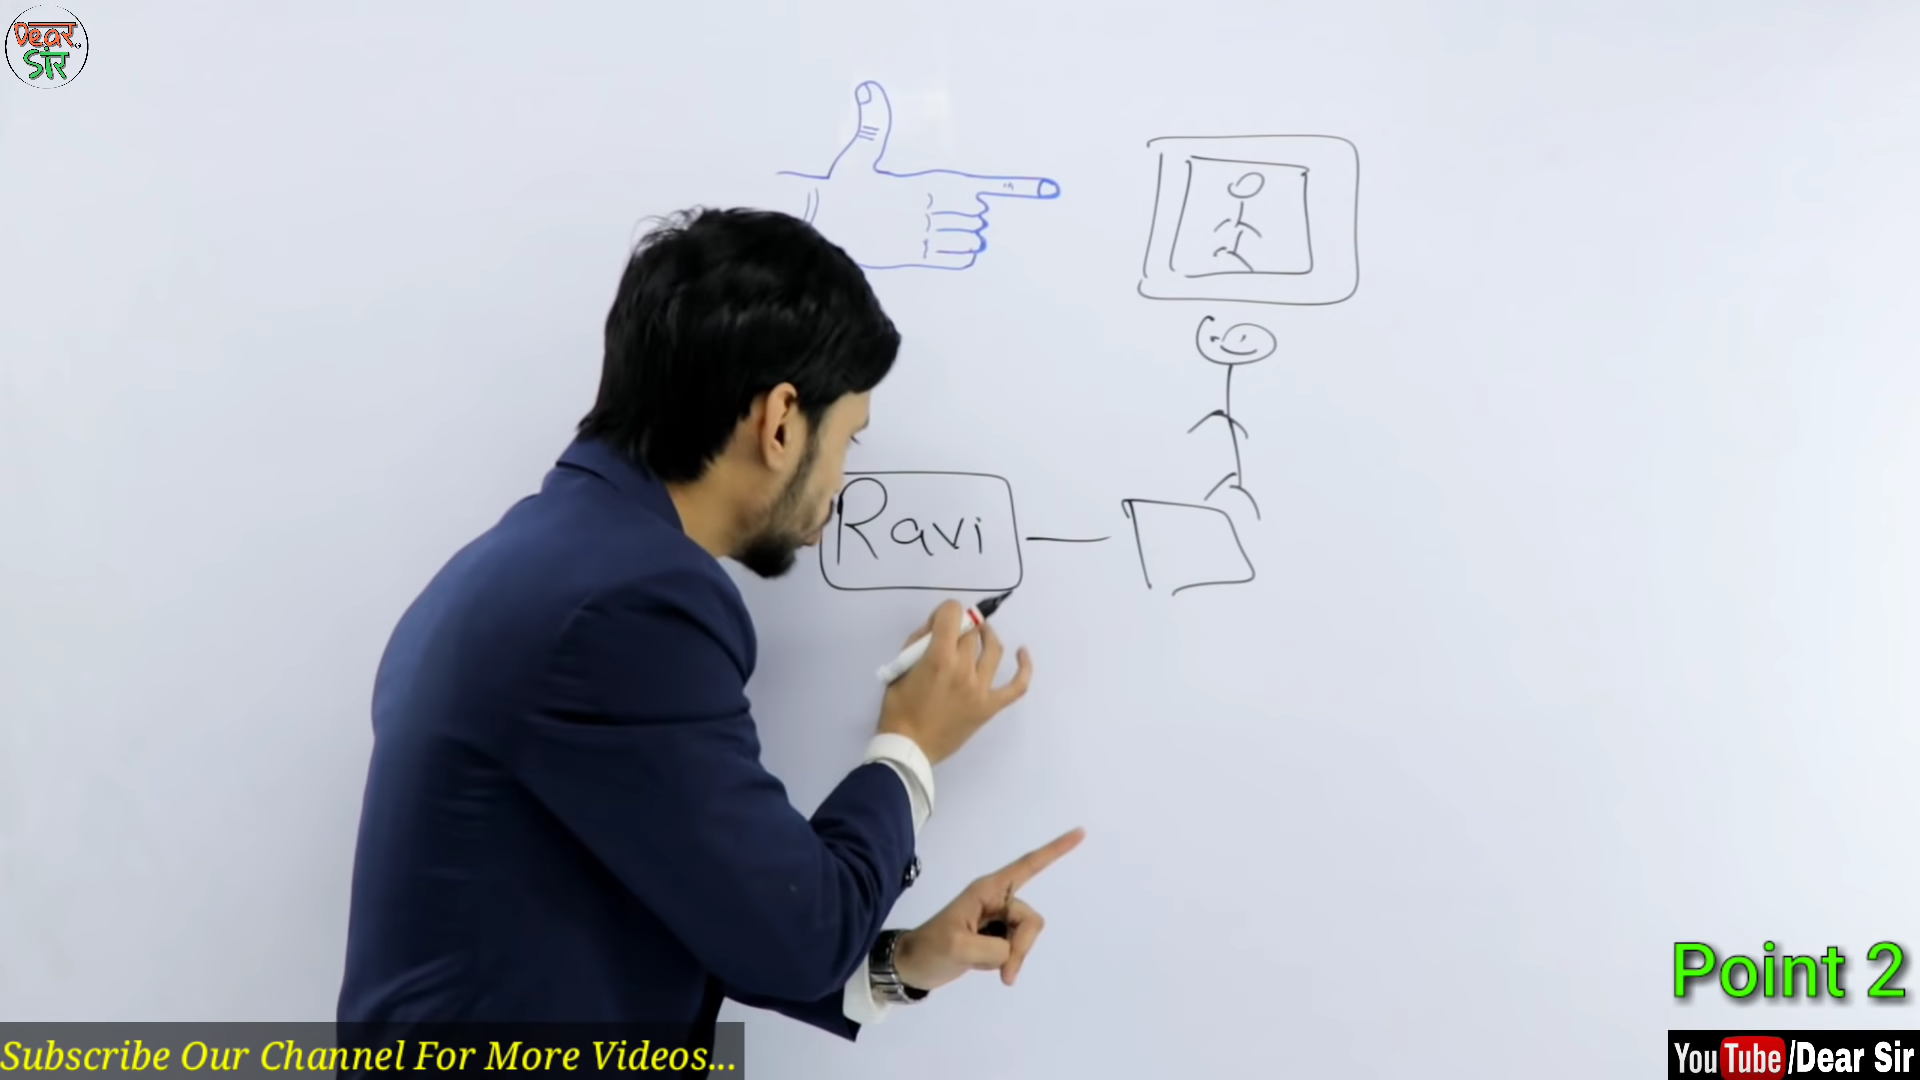 Dear
Sir
Ravi
Point 2
Subscribe Our Channel For More Videos...
YouTube/Dear Sir